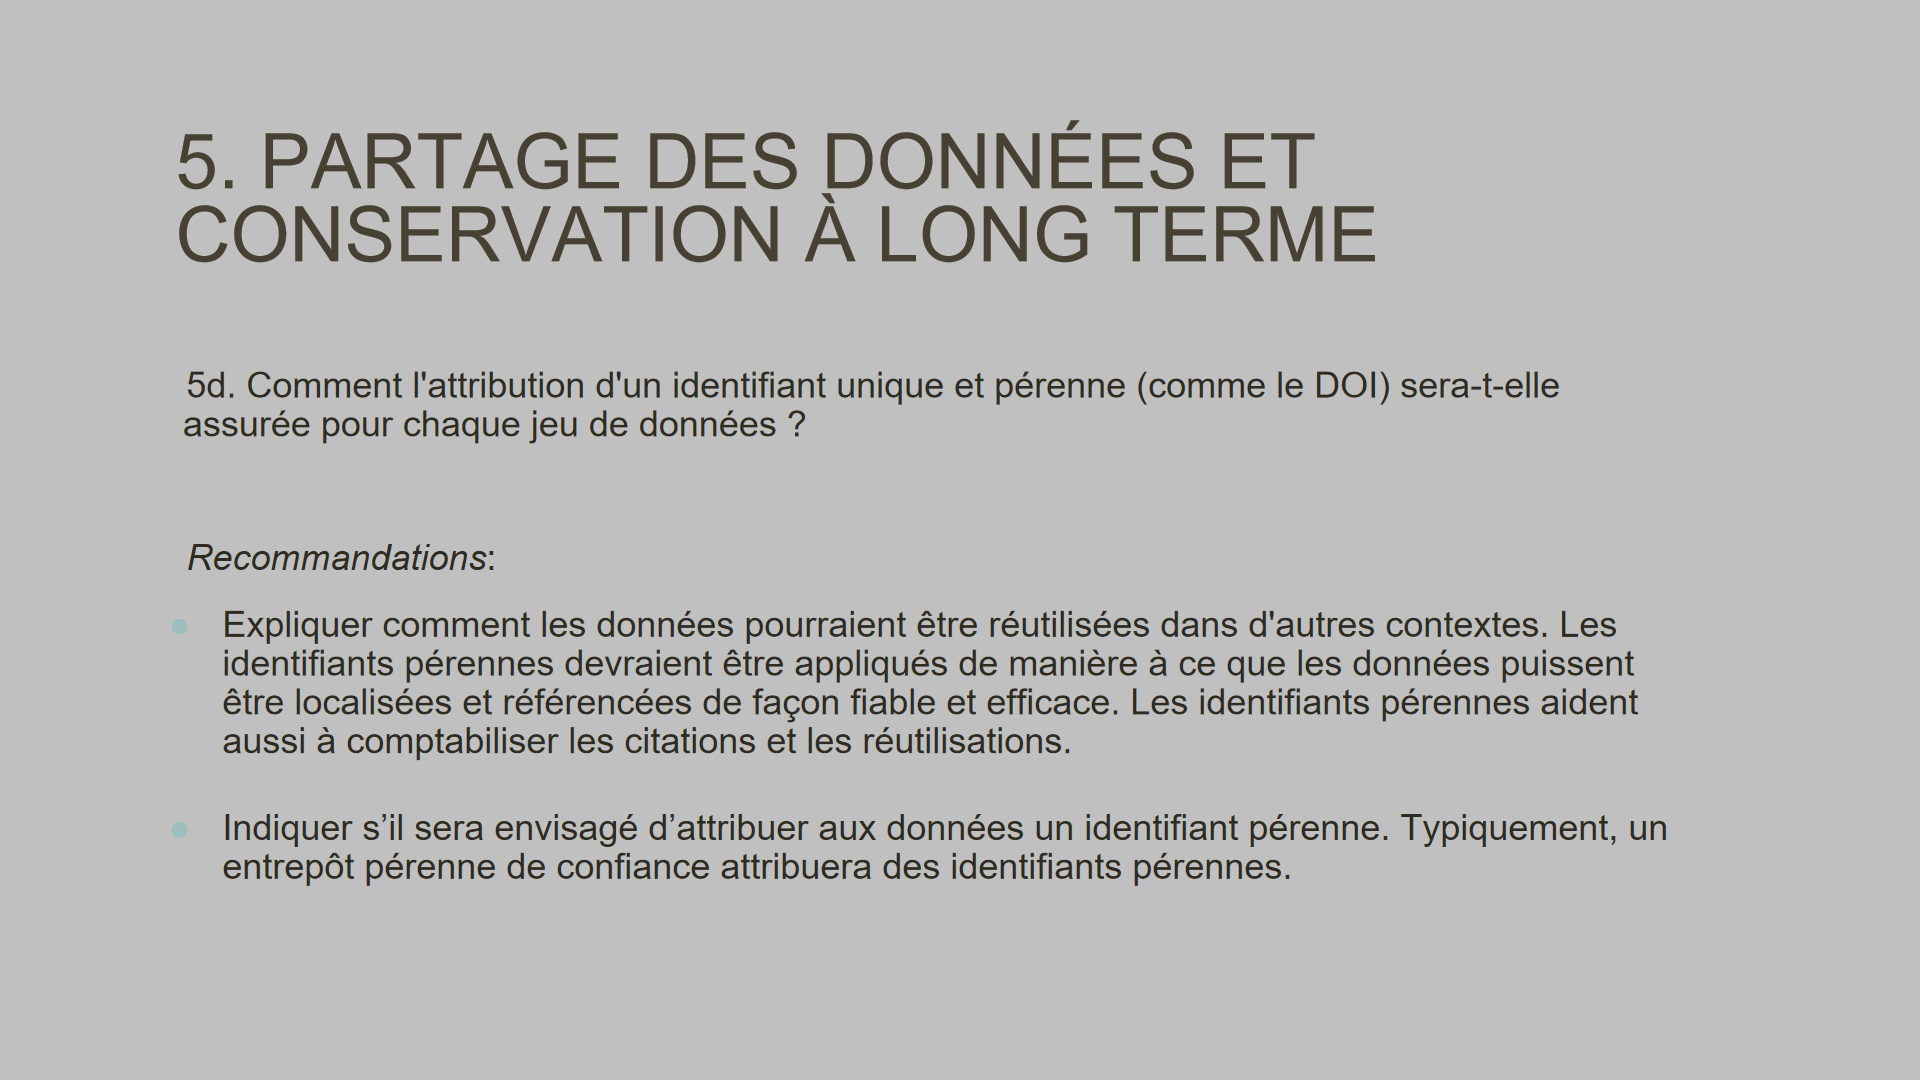 5. PARTAGE DES DONNÉES ET
CONSERVATION À LONG TERME
5d. Comment l'attribution d'un identifiant unique et pérenne (comme le DOI) sera-t-elle
assurée pour chaque jeu de données ?
Recommandations:
Expliquer comment les données pourraient être réutilisées dans d'autres contextes. Les
identifiants pérennes devraient être appliqués de manière à ce que les données puissent
être localisées et référencées de façon fiable et efficace. Les identifiants pérennes aident
aussi à comptabiliser les citations et les réutilisations.
Indiquer s’il sera envisagé d’attribuer aux données un identifiant pérenne. Typiquement, un
entrepôt pérenne de confiance attribuera des identifiants pérennes.